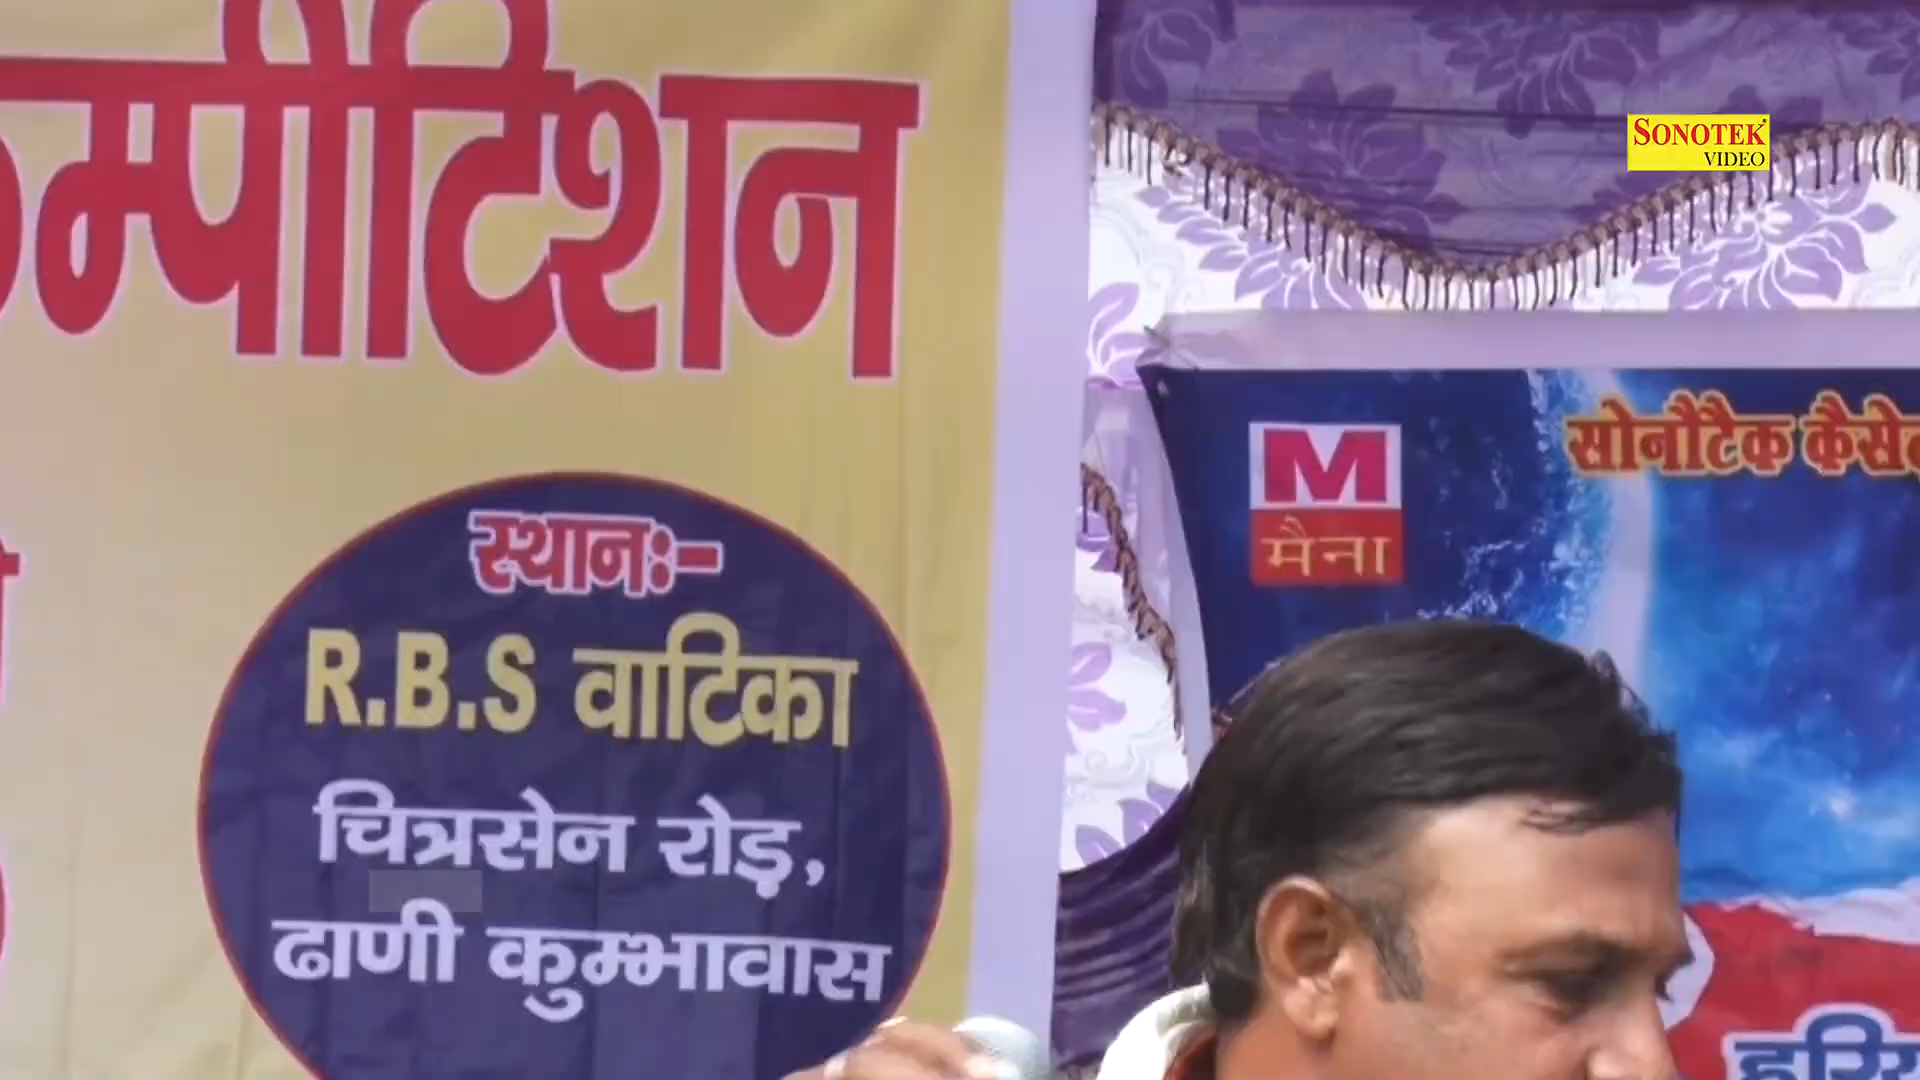 म्पीटिशन
SONOTEK
VIDEO
M
मैना
सोनौटैक
स्थानः-
R.B.S वाटिका
चित्रसेन रोड़,
ढाणी कुम्भावास